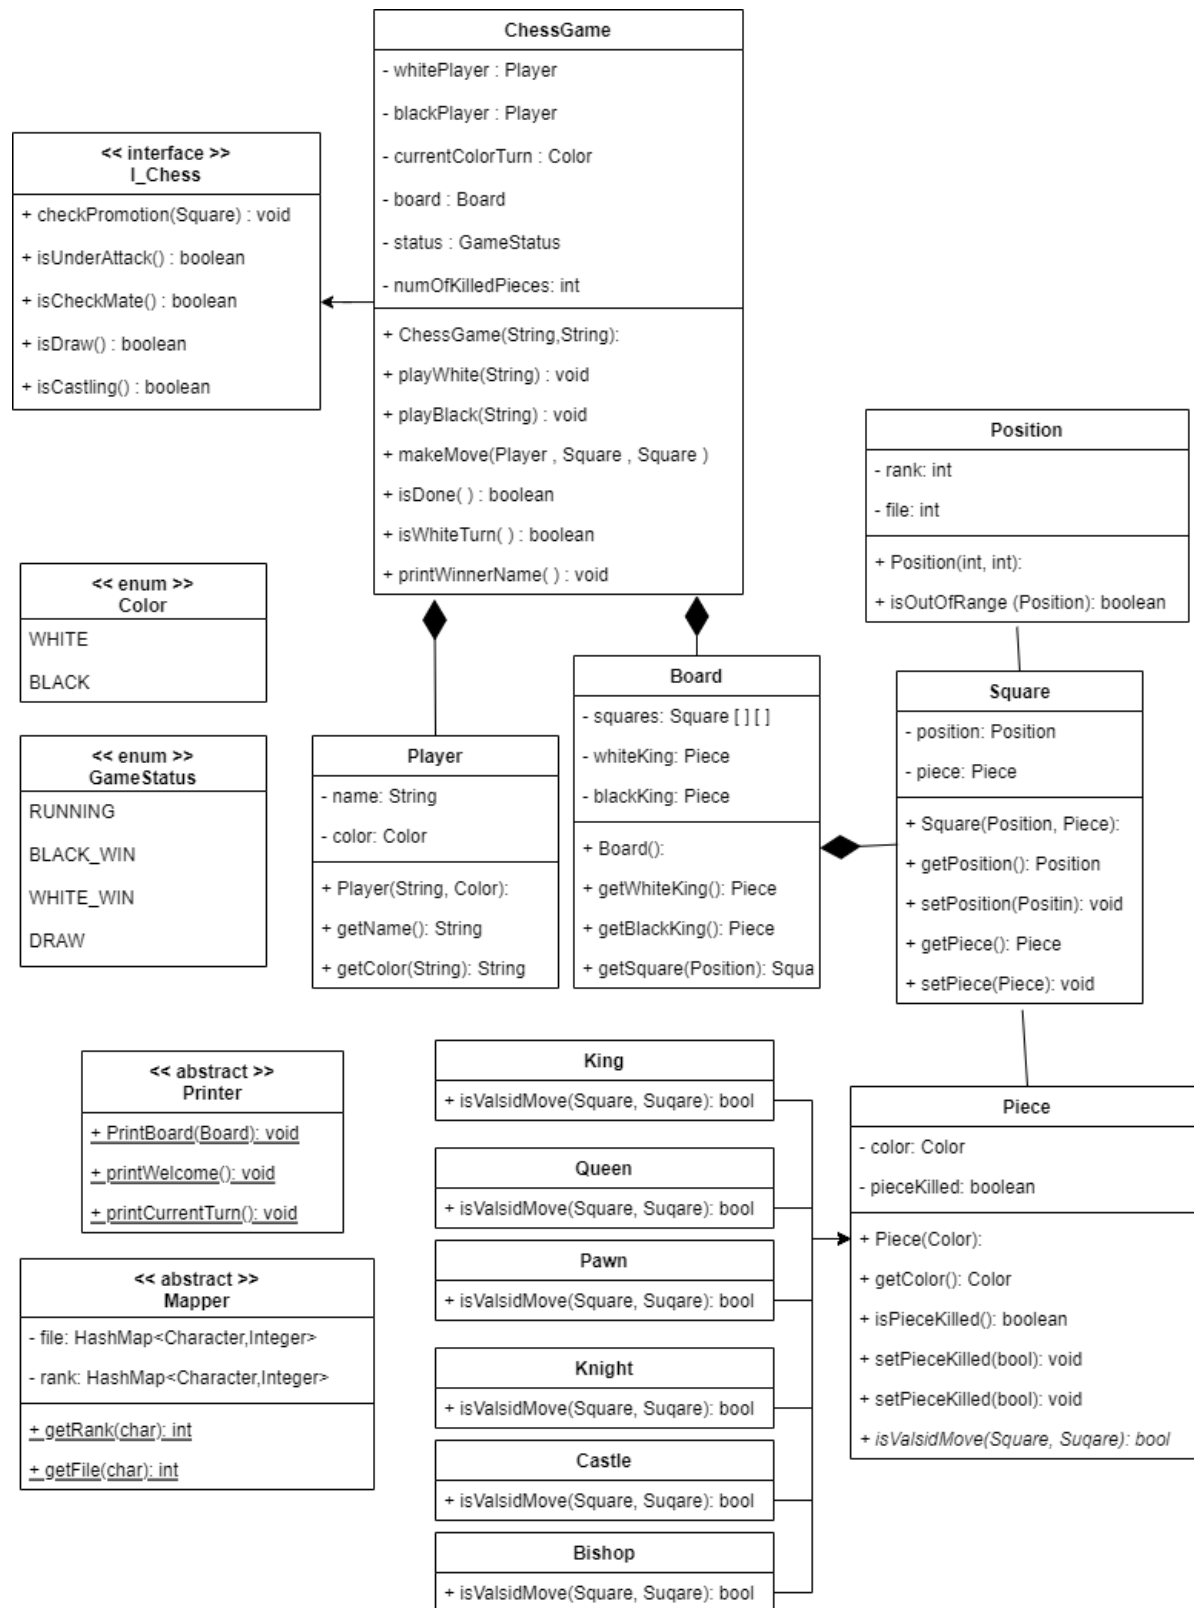 ChessGame
- whitePlayer : Player
- blackPlayer : Player
- currentColorTurn : Color
- board : Board
- status : GameStatus
- numOfKilledPieces: int
+ ChessGame(String,String):
+ playWhite(String) : void
+ playBlack(String) : void
+ makeMove(Player , Square , Square )
+ isDone( ) : boolean
+ isWhiteTurn( ) : boolean
+ printWinnerName( ) : void
<< interface >>
I_Chess
+ checkPromotion(Square) : void
+ isUnderAttack() : boolean
+ isCheckMate() : boolean
+ isDraw() : boolean
+ isCastling() : boolean
Position
- rank: int
- file: int
+ Position(int, int):
+ isOutOfRange (Position): boolean
<< enum >>
Color
WHITE
BLACK
<< enum >>
GameStatus
RUNNING
BLACK_WIN
WHITE_WIN
DRAW
Player
- name: String
- color: Color
+ Player(String, Color):
+ getName(): String
+ getColor(String): String
Board
- squares: Square [ ] [ ]
- whiteKing: Piece
- blackKing: Piece
+ Board():
+ getWhiteKing(): Piece
+ getBlackKing(): Piece
+ getSquare(Position): Squa
Square
- position: Position
- piece: Piece
+ Square(Position, Piece):
+ getPosition(): Position
+ setPosition(Positin): void
+ getPiece(): Piece
+ setPiece(Piece): void
<< abstract >>
Printer
+ PrintBoard(Board): void
+ printWelcome(): void
+ printCurrentTurn(): void
<< abstract >>
Mapper
- file: HashMap<Character,Integer>
- rank: HashMap<Character,Integer>
+ getRank(char): int
+ getFile(char): int
King
+ isValsidMove(Square, Suqare): bool
Queen
+ isValsidMove(Square, Suqare): bool
Pawn
+ isValsidMove(Square, Suqare): bool
Knight
+ isValsidMove(Square, Suqare): bool
Castle
+ isValsidMove(Square, Suqare): bool
Bishop
+ isValsidMove(Square, Suqare): bool
Piece
- color: Color
- pieceKilled: boolean
+ Piece(Color):
+ getColor(): Color
+ isPieceKilled(): boolean
+ setPieceKilled(bool): void
+ setPieceKilled(bool): void
+ isValsidMove(Square, Suqare): bool